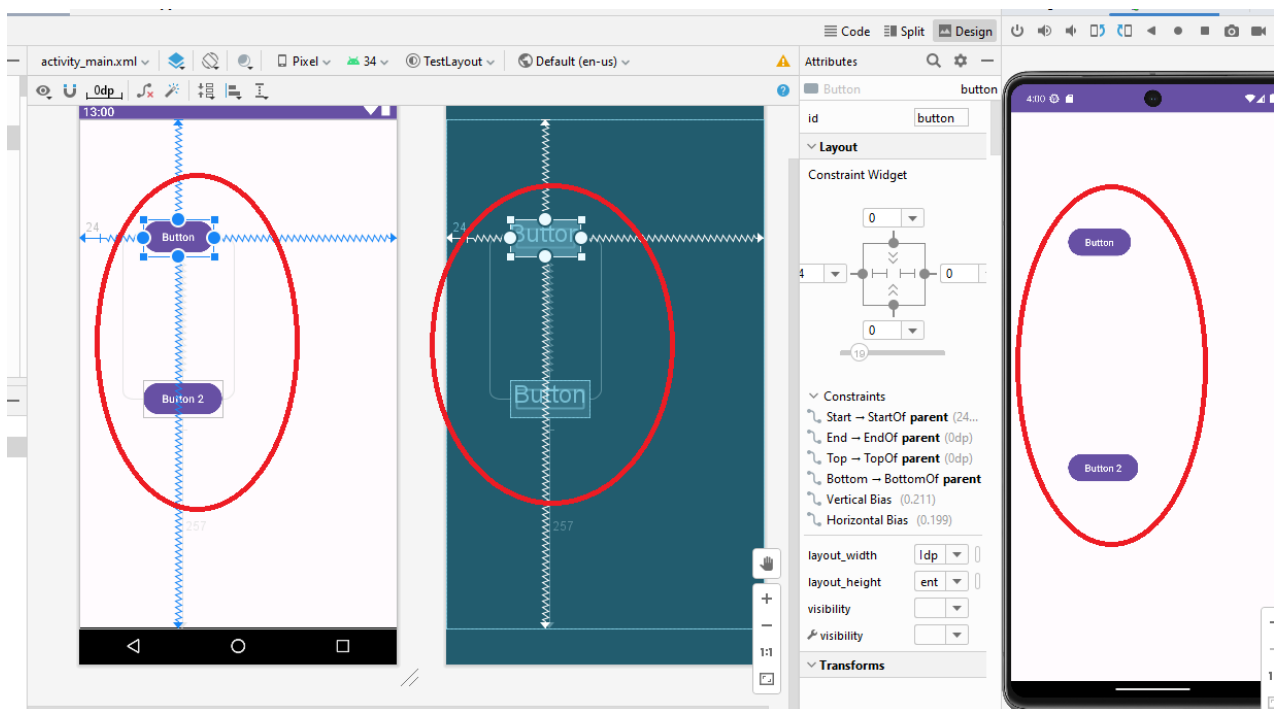 Code Split Design
activity_main.xml Pixel 34 TestLayout Default (en-us) Attributes
0dp Button button
13:00 4:00
id button
Layout
Constraint Widget
0
24 24
Button Button Button
4 0
0
19
Constraints
Start → StartOf parent (24...
Button 2 Button Button 2
End → EndOf parent (0dp)
Top → TopOf parent (0dp)
Bottom → BottomOf parent
Vertical Bias (0.211)
257 257 Horizontal Bias (0.199)
layout_width ldp
layout_height ent
visibility
visibility
1:1
Transforms
1